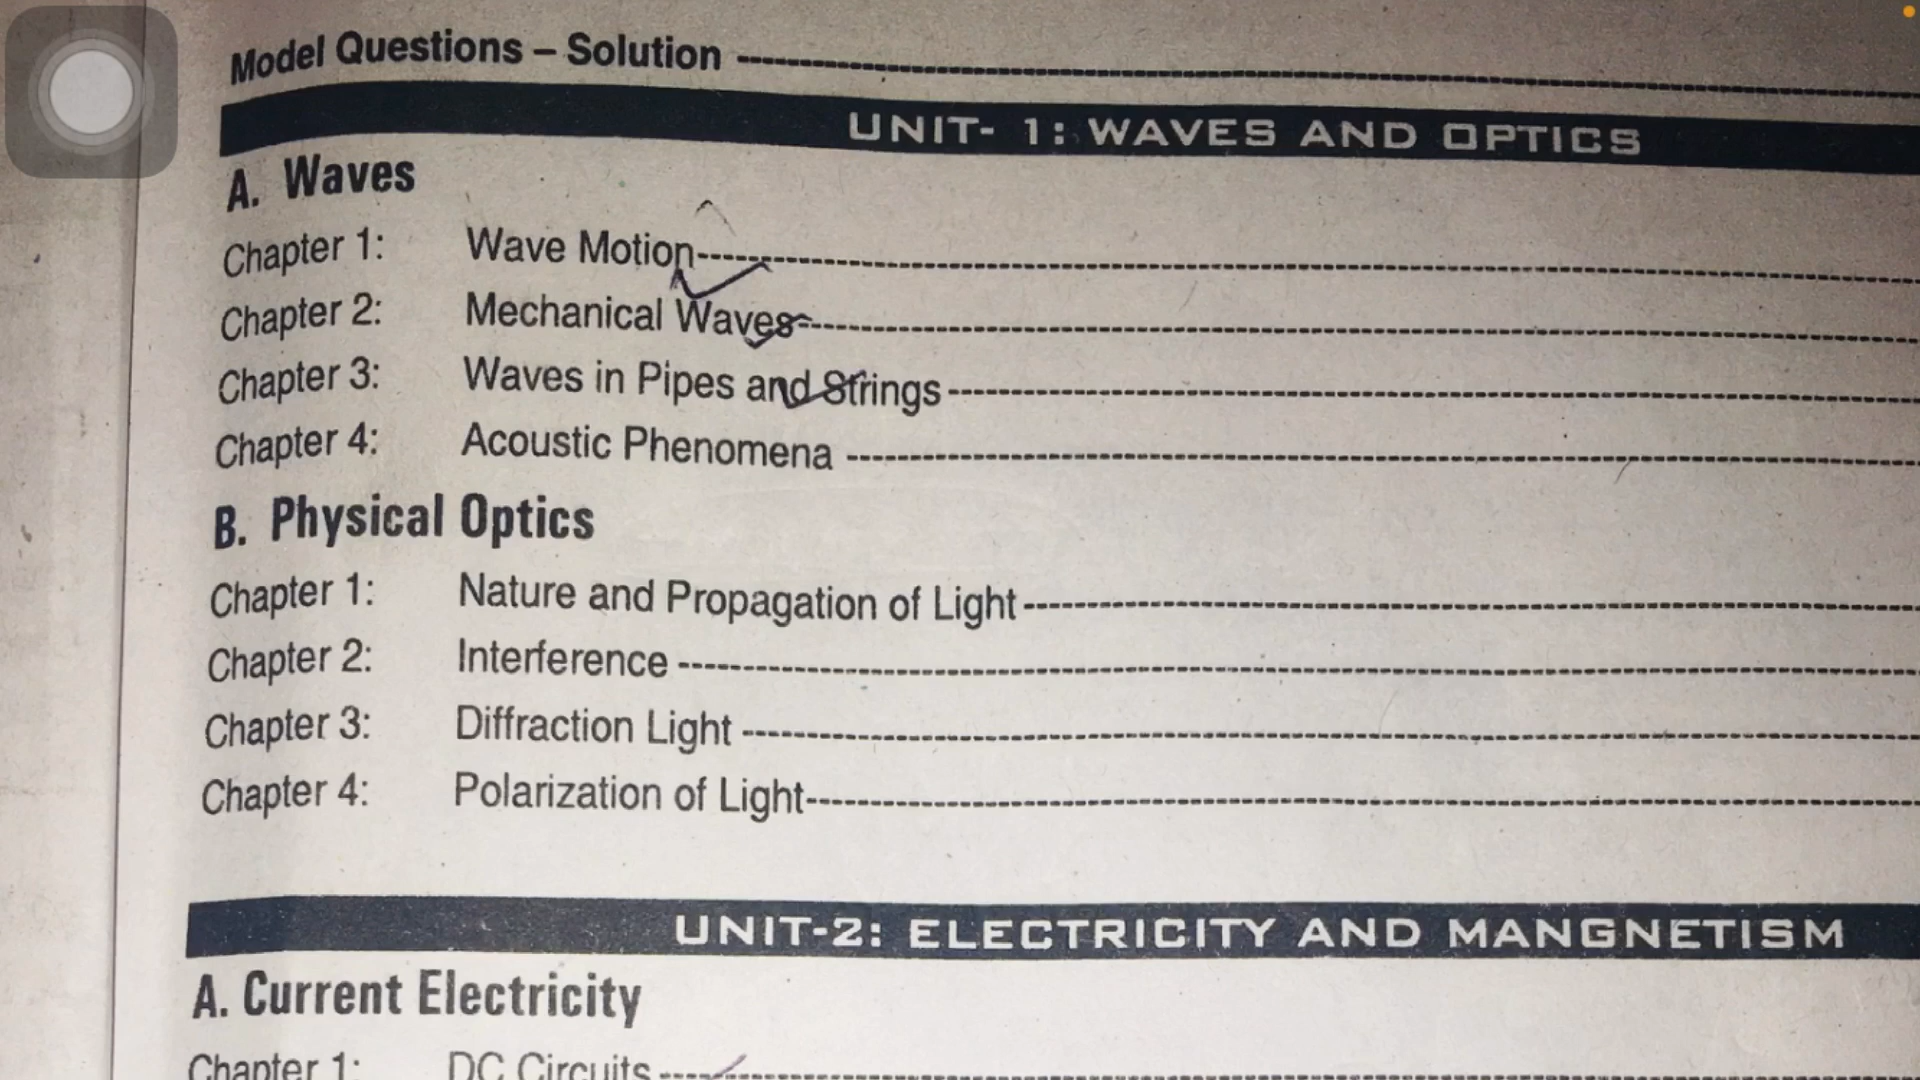 Model Questions – Solution
UNIT- 1: WAVES AND OPTICS
A. Waves
Chapter 1: Wave Motion
Chapter 2: Mechanical Waves
Chapter 3: Waves in Pipes and Strings
Chapter 4: Acoustic Phenomena
B. Physical Optics
Chapter 1: Nature and Propagation of Light
Chapter 2: Interference
Chapter 3: Diffraction Light
Chapter 4: Polarization of Light
UNIT-2: ELECTRICITY AND MANGNETISM
A. Current Electricity
Chapter 1: DC Circuits